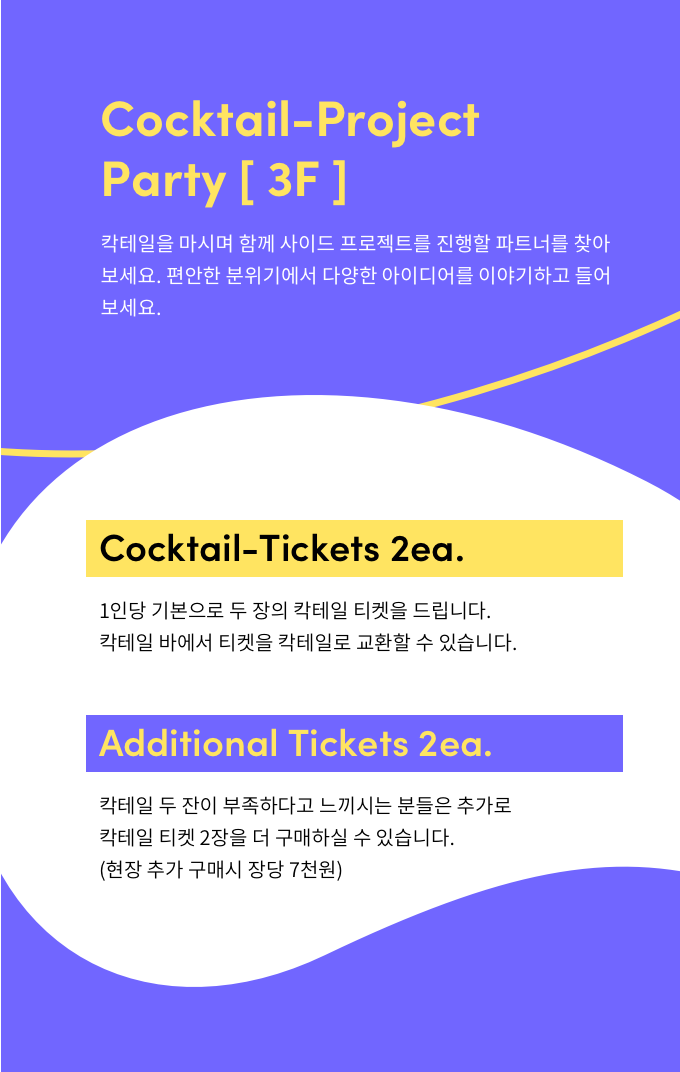 Cocktail-Project
Party [ 3F ]
칵테일을 마시며 함께 사이드 프로젝트를 진행할 파트너를 찾아
보세요. 편안한 분위기에서 다양한 아이디어를 이야기하고 들어
보세요.
Cocktail-Tickets 2ea.
1인당 기본으로 두 장의 칵테일 티켓을 드립니다.
칵테일 바에서 티켓을 칵테일로 교환할 수 있습니다.
Additional Tickets 2ea.
칵테일 두 잔이 부족하다고 느끼시는 분들은 추가로
칵테일 티켓 2장을 더 구매하실 수 있습니다.
(현장 추가 구매시 장당 7천원)